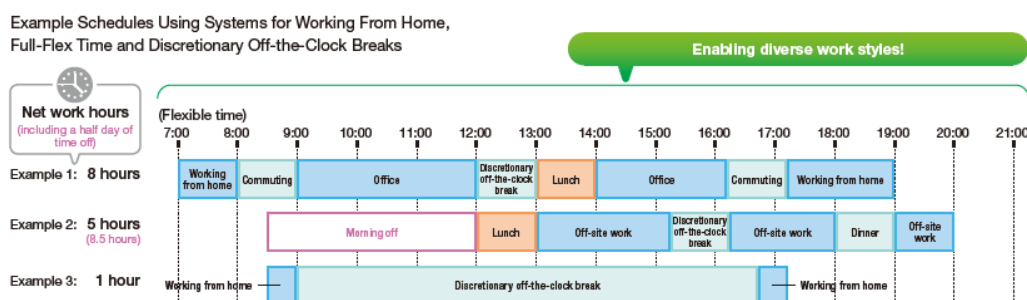 Example Schedules Using Systems for Working From Home,
Full-Flex Time and Discretionary Off-the-Clock Breaks
Enabling diverse work styles!
Net work hours
(including a half day of
time off)
(Flexible time)
7:00 8:00 9:00 10:00 11:00 12:00 13:00 14:00 15:00 16:00 17:00 18:00 19:00 20:00 21:00
Example 1: 8 hours
Working
from home
Commuting
Office
Discretionary
off-the-clock
break
Lunch
Office
Commuting
Working from home
Example 2: 5 hours
(8.5 hours)
Morning off
Lunch
Off-site work
Discretionary
off-the-clock
break
Off-site work
Dinner
Off-site
work
Example 3: 1 hour
Working from home
Discretionary off-the-clock break
Working from home